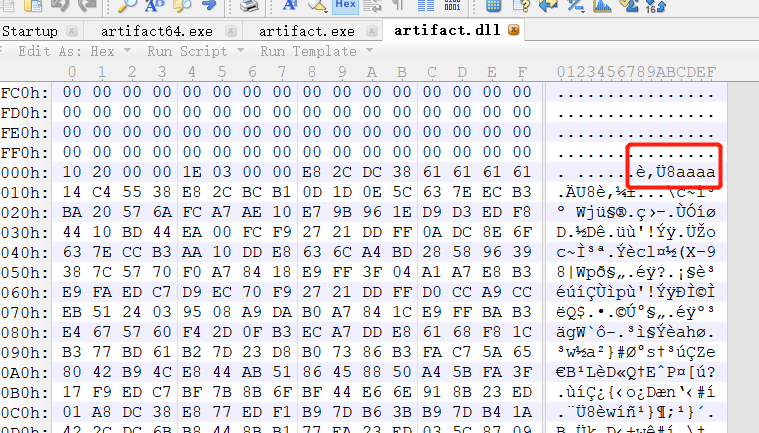 Startup artifact64.exe artifact.exe artifact.dll
Edit As: Hex Run Script Run Template
0 1 2 3 4 5 6 7 8 9 A B C D E F 0123456789ABCDEF
FC0h: 00 00 00 00 00 00 00 00 00 00 00 00 00 00 00 00 ................
FD0h: 00 00 00 00 00 00 00 00 00 00 00 00 00 00 00 00 ................
FE0h: 00 00 00 00 00 00 00 00 00 00 00 00 00 00 00 00 ................
FF0h: 00 00 00 00 00 00 00 00 00 00 00 00 00 00 00 00 ................
000h: 10 20 00 00 1E 03 00 00 E8 2C DC 38 61 61 61 61 . ......è,Ü8aaaa
010h: 14 C4 55 38 E8 2C BC B1 0D 1D 0E 5C 63 7E EC B3 .ÄU8è,¼±...\c~ì³
020h: BA 20 57 6A FC A7 AE 10 E7 9B 96 1E D9 D3 ED F8 º Wjü§®.ç›–.ÙÓíø
030h: 44 10 BD 44 EA 00 FC F9 27 21 DD FF 0A DC 8E 6F D.½Dê.üù'!Ýÿ.ÜŽo
040h: 63 7E CC B3 AA 10 DD E8 63 6C A4 BD 28 58 96 39 c~Ì³ª.Ýècl¤½(X–9
050h: 38 7C 57 70 F0 A7 84 18 E9 FF 3F 04 A1 A7 E8 B3 8|Wpð§„.éÿ?.¡§è³
060h: E9 FA ED C7 D9 EC 70 F9 27 21 DD FF D0 CC A9 CC éúíÇÙìpù'!ÝÿÐÌ©Ì
070h: EB 51 24 03 95 08 A9 DA B0 A7 84 1C E9 FF BA B3 ëQ$.•.©Ú°§„.éÿº³
080h: E4 67 57 60 F4 2D 0F B3 EC A7 DD E8 61 68 F8 1C ägW`ô-.³ì§Ýèahø.
090h: B3 77 BD 61 B2 7D 23 D8 B0 73 86 B3 FA C7 5A 65 ³w½a²}#Ø°s†³úÇZe
0A0h: 80 42 B9 4C E8 44 AB 51 86 45 88 50 A4 5B FA 3F €B¹LèD«Q†EˆP¤[ú?
0B0h: 17 F9 ED C7 BF 7B 8B 6F BF 44 E6 6E 91 8B 23 ED .ùíÇ¿{‹o¿Dæn‘‹#í
0C0h: 01 A8 DC 38 E8 77 ED F1 B9 7D B6 3B B9 7D B4 1A .¨Ü8èwíñ¹}¶;¹}´.